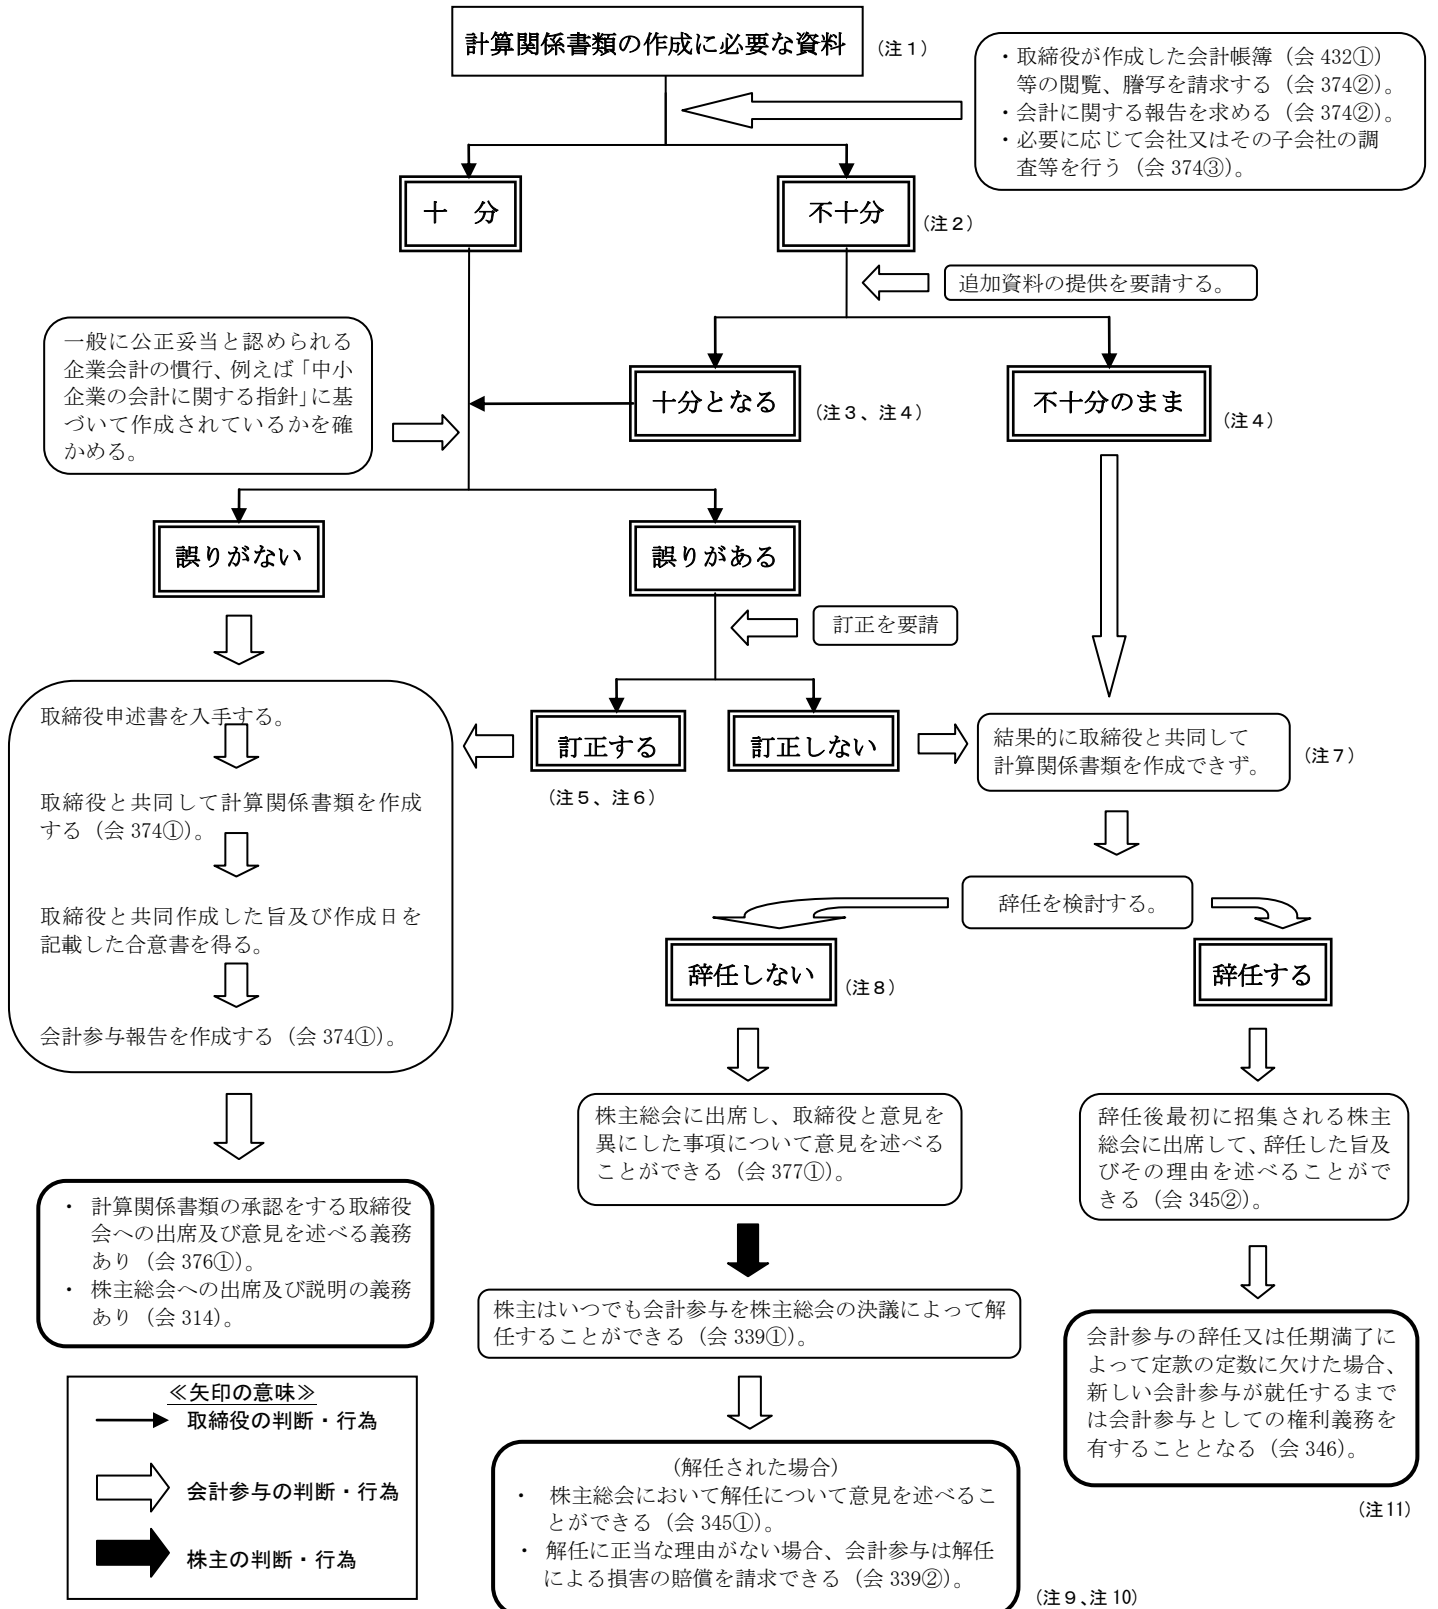 計算関係書類の作成に必要な資料
(注1)
・取締役が作成した会計帳簿(会 432①)
等の閲覧、謄写を請求する(会 374②)。
・会計に関する報告を求める(会 374②)。
・必要に応じて会社又はその子会社の調
査等を行う(会 374③)。
十 分
不十分
(注2)
追加資料の提供を要請する。
一般に公正妥当と認められる
企業会計の慣行、例えば「中小
企業の会計に関する指針」に基
づいて作成されているかを確
かめる。
十分となる
(注3、注4)
不十分のまま
(注4)
誤りがない
誤りがある
訂正を要請
訂正する
(注5、注6)
訂正しない
結果的に取締役と共同して
計算関係書類を作成できず。
(注7)
取締役申述書を入手する。
取締役と共同して計算関係書類を作成
する(会 374①)。
取締役と共同作成した旨及び作成日を
記載した合意書を得る。
会計参与報告を作成する(会 374①)。
辞任を検討する。
辞任しない
(注8)
辞任する
株主総会に出席し、取締役と意見を
異にした事項について意見を述べる
ことができる(会 377①)。
辞任後最初に招集される株主
総会に出席して、辞任した旨及
びその理由を述べることがで
きる(会 345②)。
・ 計算関係書類の承認をする取締役
会への出席及び意見を述べる義務
あり(会 376①)。
・ 株主総会への出席及び説明の義務
あり(会 314)。
株主はいつでも会計参与を株主総会の決議によって解
任することができる(会 339①)。
会計参与の辞任又は任期満了に
よって定款の定数に欠けた場合、
新しい会計参与が就任するまで
は会計参与としての権利義務を
有することとなる(会 346)。
(注11)
≪矢印の意味≫
取締役の判断・行為
会計参与の判断・行為
株主の判断・行為
(解任された場合)
・ 株主総会において解任について意見を述べるこ
とができる(会 345①)。
・ 解任に正当な理由がない場合、会計参与は解任
による損害の賠償を請求できる(会 339②)。
(注9、注10)